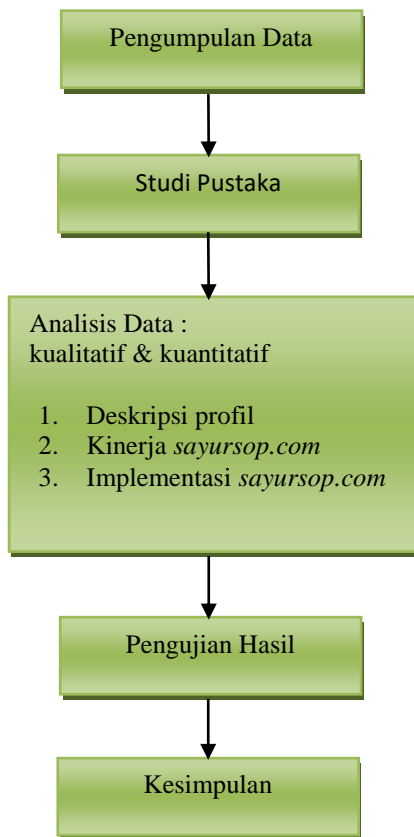 Pengumpulan Data
Studi Pustaka
Analisis Data :
kualitatif & kuantitatif
1. Deskripsi profil
2. Kinerja sayursop.com
3. Implementasi sayursop.com
Pengujian Hasil
Kesimpulan